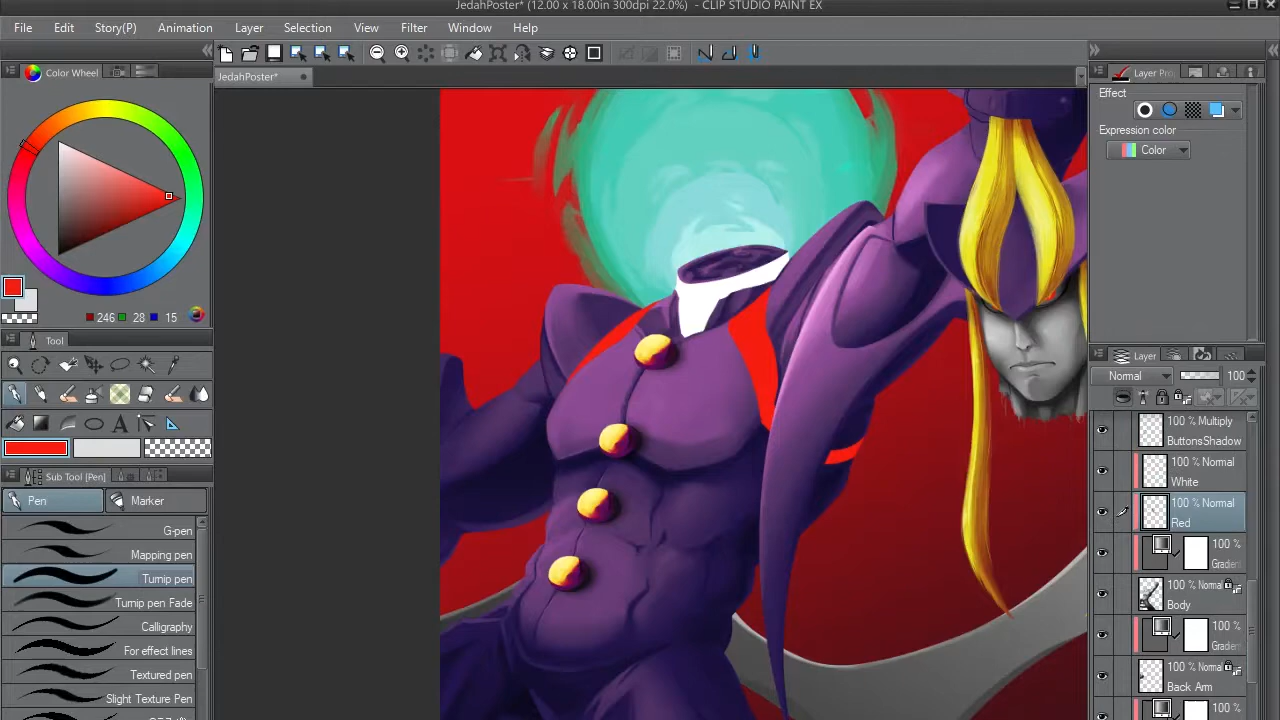 JedahPoster* (12.00 x 18.00in 300dpi 22.0%) - CLIP STUDIO PAINT EX
File Edit Story(P) Animation Layer Selection View Filter Window Help
JedahPoster*
Color Wheel
246 28 15
Tool
Sub Tool [Pen]
Pen Marker
G-pen
Mapping pen
Turnip pen
Turnip pen Fade
Calligraphy
For effect lines
Textured pen
Slight Texture Pen
Layer Pro
Effect
Expression color
Color
Layer
Normal 100
100 % Multiply
ButtonsShadow
100 % Normal
White
100 % Normal
Red
100 %
Gradien
100 % Normal
Body
100 %
Gradien
100 % Normal
Back Arm
100 %